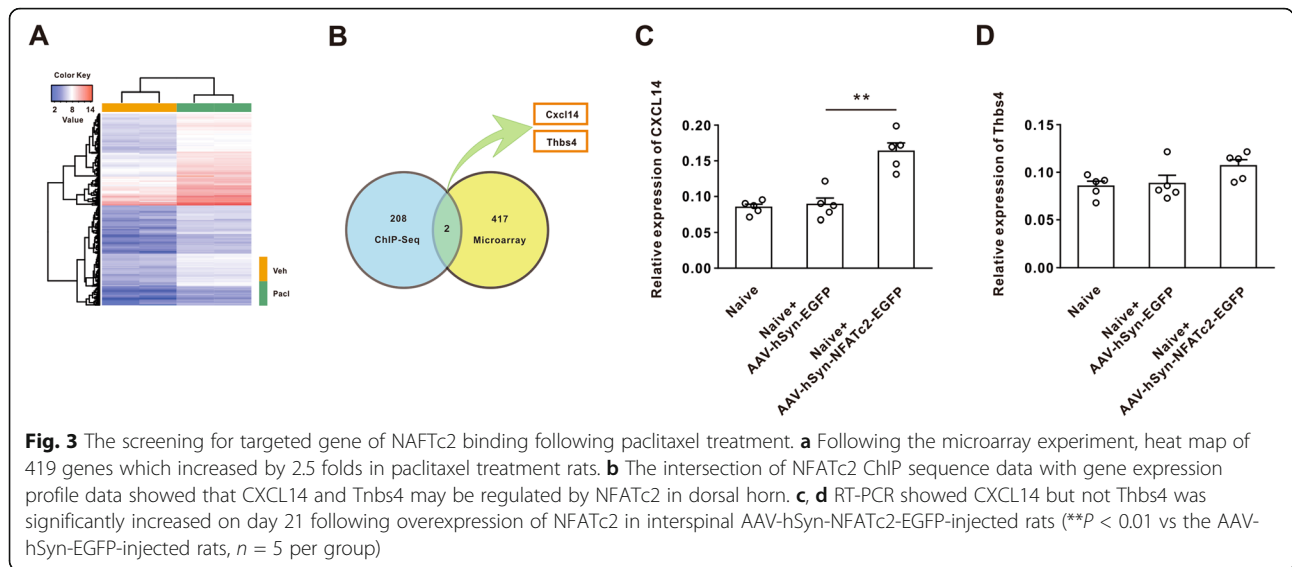 A
Color Key
2 8 14
Value
Veh
Pacl
B
Cxcl14
Thbs4
208
ChIP-Seq
2
417
Microarray
C
**
Relative expression of CXCL14
0.20
0.15
0.10
0.05
0.00
Naive
Naive+
AAV-hSyn-EGFP
Naive+
AAV-hSyn-NFATc2-EGFP
D
Relative expression of Thbs4
0.15
0.10
0.05
0.00
Naive
Naive+
AAV-hSyn-EGFP
Naive+
AAV-hSyn-NFATc2-EGFP
Fig. 3 The screening for targeted gene of NAFTc2 binding following paclitaxel treatment. a Following the microarray experiment, heat map of
419 genes which increased by 2.5 folds in paclitaxel treatment rats. b The intersection of NFATc2 ChIP sequence data with gene expression
profile data showed that CXCL14 and Tnbs4 may be regulated by NFATc2 in dorsal horn. c, d RT-PCR showed CXCL14 but not Thbs4 was
significantly increased on day 21 following overexpression of NFATc2 in interspinal AAV-hSyn-NFATc2-EGFP-injected rats (**P < 0.01 vs the AAV-
hSyn-EGFP-injected rats, n = 5 per group)